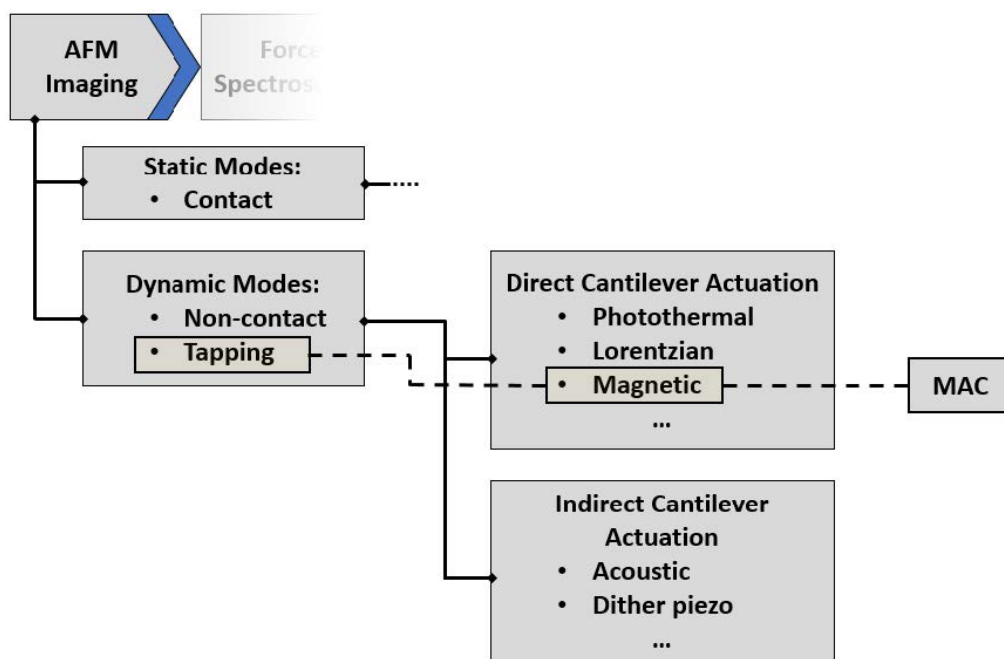 AFM
Imaging
Force
Static Modes:
• Contact
Dynamic Modes:
• Non-contact
• Tapping
Direct Cantilever Actuation
• Photothermal
• Lorentzian
• Magnetic
...
MAC
Indirect Cantilever
Actuation
• Acoustic
• Dither piezo
...